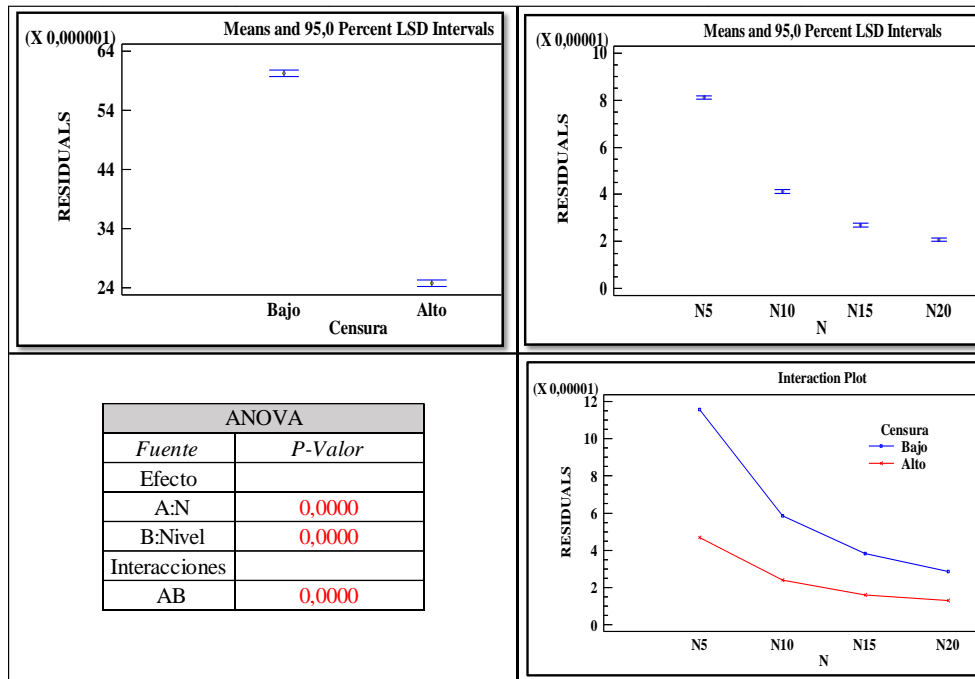 Means and 95,0 Percent LSD Intervals
(X 0,000001)
64
54
44
34
24
RESIDUALS
Bajo Alto
Censura
Means and 95,0 Percent LSD Intervals
(X 0,00001)
10
8
6
4
2
0
RESIDUALS
N5 N10 N15 N20
N
ANOVA
Fuente P-Valor
Efecto
A:N 0,0000
B:Nivel 0,0000
Interacciones
AB 0,0000
Interaction Plot
(X 0,00001)
12
10
8
6
4
2
0
RESIDUALS
Censura
Bajo
Alto
N5 N10 N15 N20
N